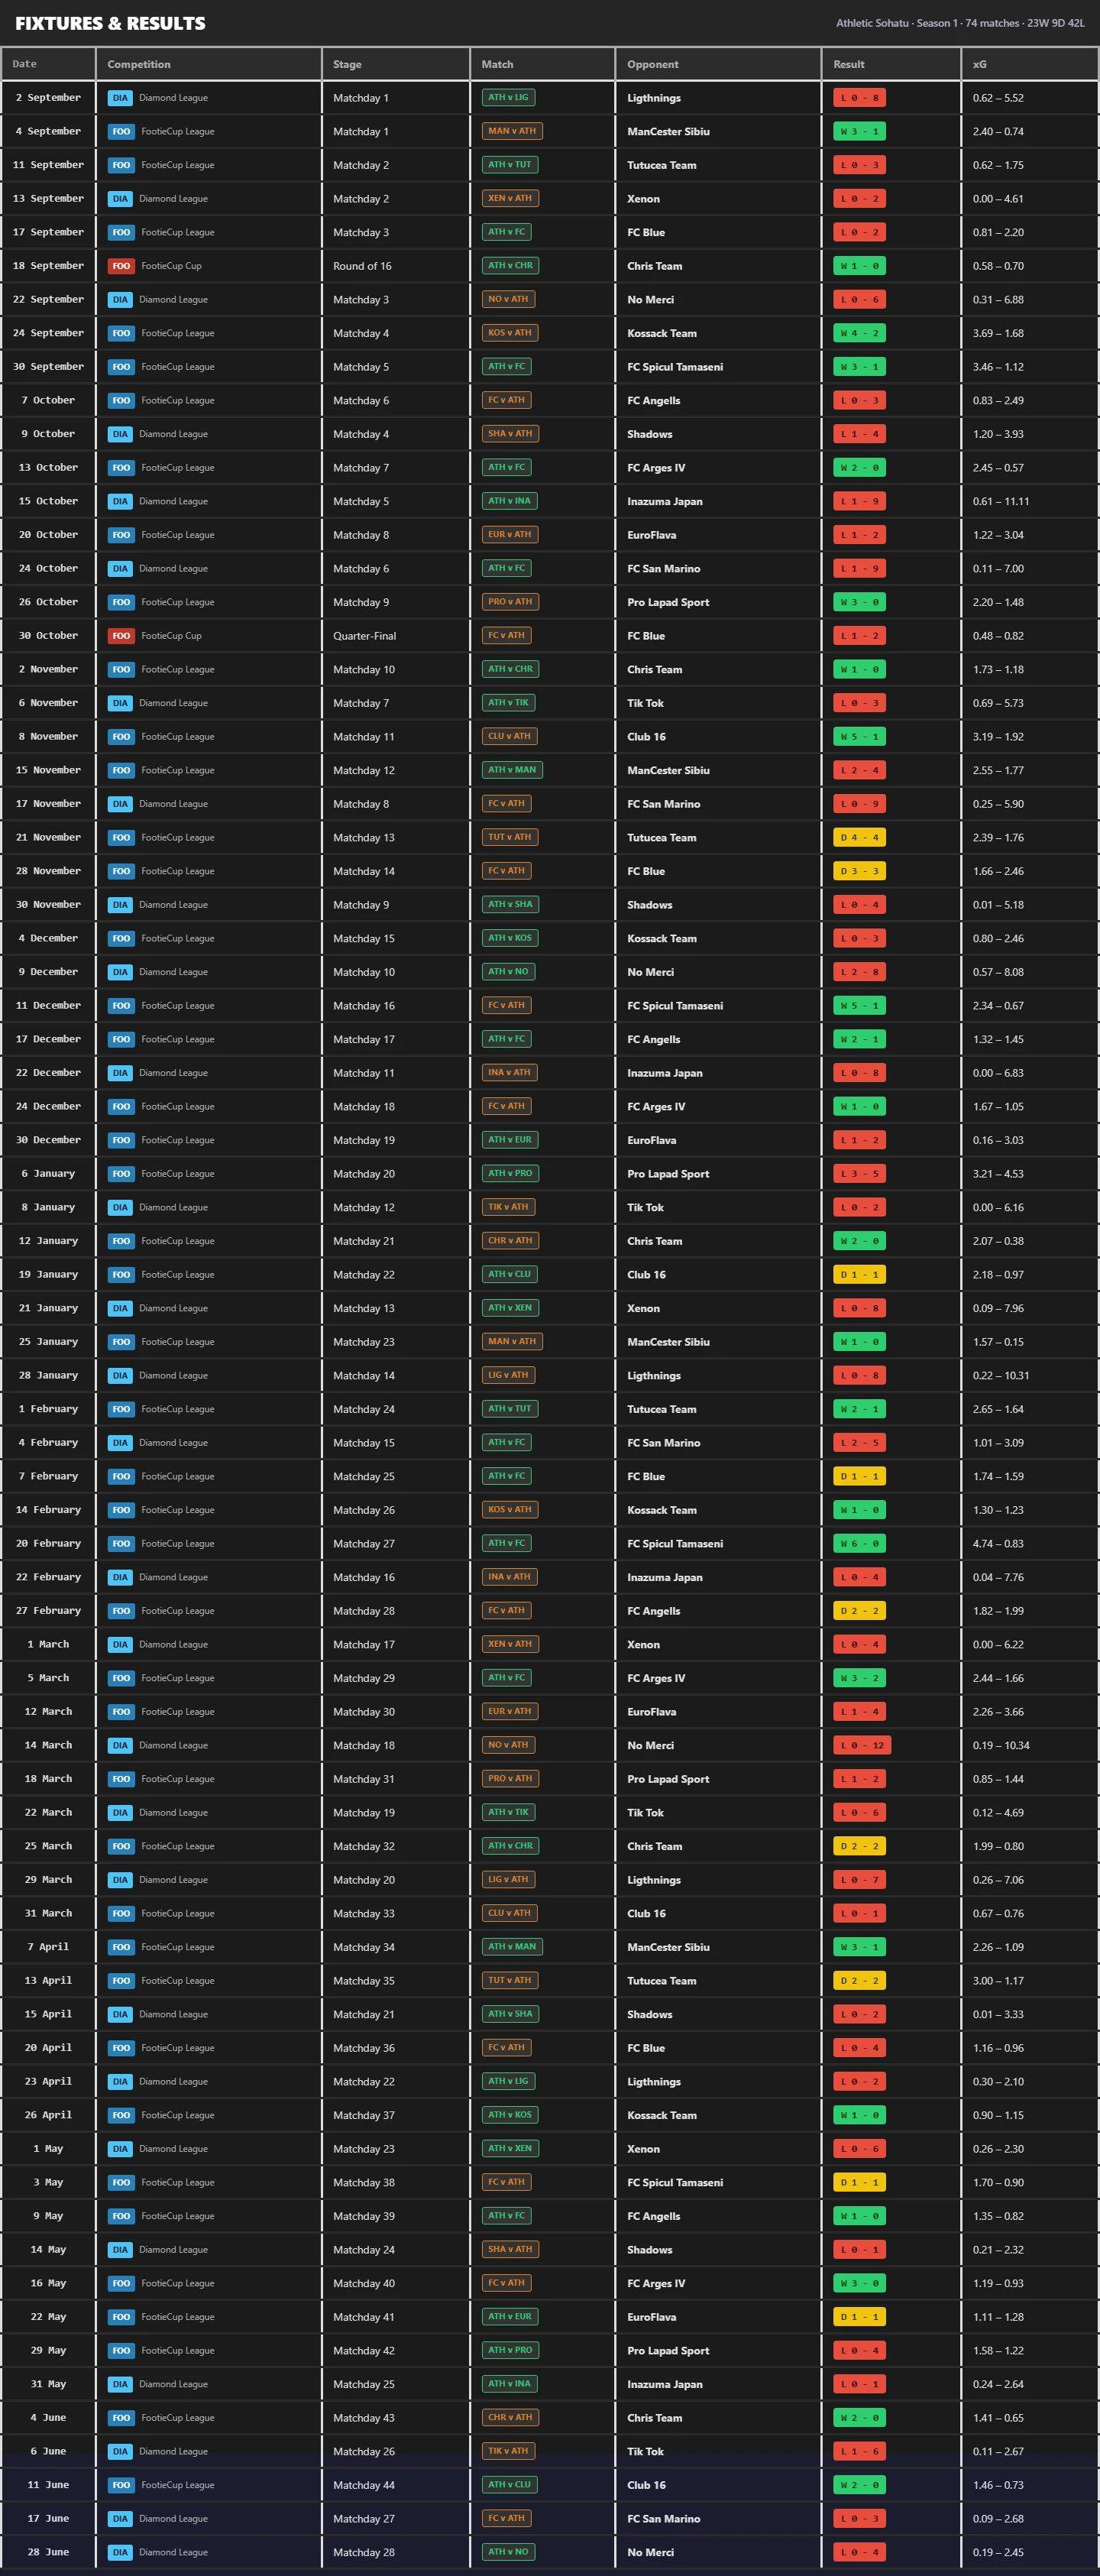 FIXTURES & RESULTS
Athletic Sohatu · Season 1 · 74 matches · 23W 9D 42L
Date Competition Stage Match Opponent Result xG
2 September DIA Diamond League Matchday 1 ATH v LIG Ligthnings L 0 - 8 0.62 – 5.52
4 September FOO FootieCup League Matchday 1 MAN v ATH ManCester Sibiu W 3 - 1 2.40 – 0.74
11 September FOO FootieCup League Matchday 2 ATH v TUT Tutucea Team L 0 - 3 0.62 – 1.75
13 September DIA Diamond League Matchday 2 XEN v ATH Xenon L 0 - 2 0.00 – 4.61
17 September FOO FootieCup League Matchday 3 ATH v FC FC Blue L 0 - 2 0.81 – 2.20
18 September FOO FootieCup Cup Round of 16 ATH v CHR Chris Team W 1 - 0 0.58 – 0.70
22 September DIA Diamond League Matchday 3 NO v ATH No Merci L 0 - 6 0.31 – 6.88
24 September FOO FootieCup League Matchday 4 KOS v ATH Kossack Team W 4 - 2 3.69 – 1.68
30 September FOO FootieCup League Matchday 5 ATH v FC FC Spicul Tamaseni W 3 - 1 3.46 – 1.12
7 October FOO FootieCup League Matchday 6 FC v ATH FC Angells L 0 - 3 0.83 – 2.49
9 October DIA Diamond League Matchday 4 SHA v ATH Shadows L 1 - 4 1.20 – 3.93
13 October FOO FootieCup League Matchday 7 ATH v FC FC Arges IV W 2 - 0 2.45 – 0.57
15 October DIA Diamond League Matchday 5 ATH v INA Inazuma Japan L 1 - 9 0.61 – 11.11
20 October FOO FootieCup League Matchday 8 EUR v ATH EuroFlava L 1 - 2 1.22 – 3.04
24 October DIA Diamond League Matchday 6 ATH v FC FC San Marino L 1 - 9 0.11 – 7.00
26 October FOO FootieCup League Matchday 9 PRO v ATH Pro Lapad Sport W 3 - 0 2.20 – 1.48
30 October FOO FootieCup Cup Quarter-Final FC v ATH FC Blue L 1 - 2 0.48 – 0.82
2 November FOO FootieCup League Matchday 10 ATH v CHR Chris Team W 1 - 0 1.73 – 1.18
6 November DIA Diamond League Matchday 7 ATH v TIK Tik Tok L 0 - 3 0.69 – 5.73
8 November FOO FootieCup League Matchday 11 CLU v ATH Club 16 W 5 - 1 3.19 – 1.92
15 November FOO FootieCup League Matchday 12 ATH v MAN ManCester Sibiu L 2 - 4 2.55 – 1.77
17 November DIA Diamond League Matchday 8 FC v ATH FC San Marino L 0 - 9 0.25 – 5.90
21 November FOO FootieCup League Matchday 13 TUT v ATH Tutucea Team D 4 - 4 2.39 – 1.76
28 November FOO FootieCup League Matchday 14 FC v ATH FC Blue D 3 - 3 1.66 – 2.46
30 November DIA Diamond League Matchday 9 ATH v SHA Shadows L 0 - 4 0.01 – 5.18
4 December FOO FootieCup League Matchday 15 ATH v KOS Kossack Team L 0 - 3 0.80 – 2.46
9 December DIA Diamond League Matchday 10 ATH v NO No Merci L 2 - 8 0.57 – 8.08
11 December FOO FootieCup League Matchday 16 FC v ATH FC Spicul Tamaseni W 5 - 1 2.34 – 0.67
17 December FOO FootieCup League Matchday 17 ATH v FC FC Angells W 2 - 1 1.32 – 1.45
22 December DIA Diamond League Matchday 11 INA v ATH Inazuma Japan L 0 - 8 0.00 – 6.83
24 December FOO FootieCup League Matchday 18 FC v ATH FC Arges IV W 1 - 0 1.67 – 1.05
30 December FOO FootieCup League Matchday 19 ATH v EUR EuroFlava L 1 - 2 0.16 – 3.03
6 January FOO FootieCup League Matchday 20 ATH v PRO Pro Lapad Sport L 3 - 5 3.21 – 4.53
8 January DIA Diamond League Matchday 12 TIK v ATH Tik Tok L 0 - 2 0.00 – 6.16
12 January FOO FootieCup League Matchday 21 CHR v ATH Chris Team W 2 - 0 2.07 – 0.38
19 January FOO FootieCup League Matchday 22 ATH v CLU Club 16 D 1 - 1 2.18 – 0.97
21 January DIA Diamond League Matchday 13 ATH v XEN Xenon L 0 - 8 0.09 – 7.96
25 January FOO FootieCup League Matchday 23 MAN v ATH ManCester Sibiu W 1 - 0 1.57 – 0.15
28 January DIA Diamond League Matchday 14 LIG v ATH Ligthnings L 0 - 8 0.22 – 10.31
1 February FOO FootieCup League Matchday 24 ATH v TUT Tutucea Team W 2 - 1 2.65 – 1.64
4 February DIA Diamond League Matchday 15 ATH v FC FC San Marino L 2 - 5 1.01 – 3.09
7 February FOO FootieCup League Matchday 25 ATH v FC FC Blue D 1 - 1 1.74 – 1.59
14 February FOO FootieCup League Matchday 26 KOS v ATH Kossack Team W 1 - 0 1.30 – 1.23
20 February FOO FootieCup League Matchday 27 ATH v FC FC Spicul Tamaseni W 6 - 0 4.74 – 0.83
22 February DIA Diamond League Matchday 16 INA v ATH Inazuma Japan L 0 - 4 0.04 – 7.76
27 February FOO FootieCup League Matchday 28 FC v ATH FC Angells D 2 - 2 1.82 – 1.99
1 March DIA Diamond League Matchday 17 XEN v ATH Xenon L 0 - 4 0.00 – 6.22
5 March FOO FootieCup League Matchday 29 ATH v FC FC Arges IV W 3 - 2 2.44 – 1.66
12 March FOO FootieCup League Matchday 30 EUR v ATH EuroFlava L 1 - 4 2.26 – 3.66
14 March DIA Diamond League Matchday 18 NO v ATH No Merci L 0 - 12 0.19 – 10.34
18 March FOO FootieCup League Matchday 31 PRO v ATH Pro Lapad Sport L 1 - 2 0.85 – 1.44
22 March DIA Diamond League Matchday 19 ATH v TIK Tik Tok L 0 - 6 0.12 – 4.69
25 March FOO FootieCup League Matchday 32 ATH v CHR Chris Team D 2 - 2 1.99 – 0.80
29 March DIA Diamond League Matchday 20 LIG v ATH Ligthnings L 0 - 7 0.26 – 7.06
31 March FOO FootieCup League Matchday 33 CLU v ATH Club 16 L 0 - 1 0.67 – 0.76
7 April FOO FootieCup League Matchday 34 ATH v MAN ManCester Sibiu W 3 - 1 2.26 – 1.09
13 April FOO FootieCup League Matchday 35 TUT v ATH Tutucea Team D 2 - 2 3.00 – 1.17
15 April DIA Diamond League Matchday 21 ATH v SHA Shadows L 0 - 2 0.01 – 3.33
20 April FOO FootieCup League Matchday 36 FC v ATH FC Blue L 0 - 4 1.16 – 0.96
23 April DIA Diamond League Matchday 22 ATH v LIG Ligthnings L 0 - 2 0.30 – 2.10
26 April FOO FootieCup League Matchday 37 ATH v KOS Kossack Team W 1 - 0 0.90 – 1.15
1 May DIA Diamond League Matchday 23 ATH v XEN Xenon L 0 - 6 0.26 – 2.30
3 May FOO FootieCup League Matchday 38 FC v ATH FC Spicul Tamaseni D 1 - 1 1.70 – 0.90
9 May FOO FootieCup League Matchday 39 ATH v FC FC Angells W 1 - 0 1.35 – 0.82
14 May DIA Diamond League Matchday 24 SHA v ATH Shadows L 0 - 1 0.21 – 2.32
16 May FOO FootieCup League Matchday 40 FC v ATH FC Arges IV W 3 - 0 1.19 – 0.93
22 May FOO FootieCup League Matchday 41 ATH v EUR EuroFlava D 1 - 1 1.11 – 1.28
29 May FOO FootieCup League Matchday 42 ATH v PRO Pro Lapad Sport L 0 - 4 1.58 – 1.22
31 May DIA Diamond League Matchday 25 ATH v INA Inazuma Japan L 0 - 1 0.24 – 2.64
4 June FOO FootieCup League Matchday 43 CHR v ATH Chris Team W 2 - 0 1.41 – 0.65
6 June DIA Diamond League Matchday 26 TIK v ATH Tik Tok L 1 - 6 0.11 – 2.67
11 June FOO FootieCup League Matchday 44 ATH v CLU Club 16 W 2 - 0 1.46 – 0.73
17 June DIA Diamond League Matchday 27 FC v ATH FC San Marino L 0 - 3 0.09 – 2.68
28 June DIA Diamond League Matchday 28 ATH v NO No Merci L 0 - 4 0.19 – 2.45